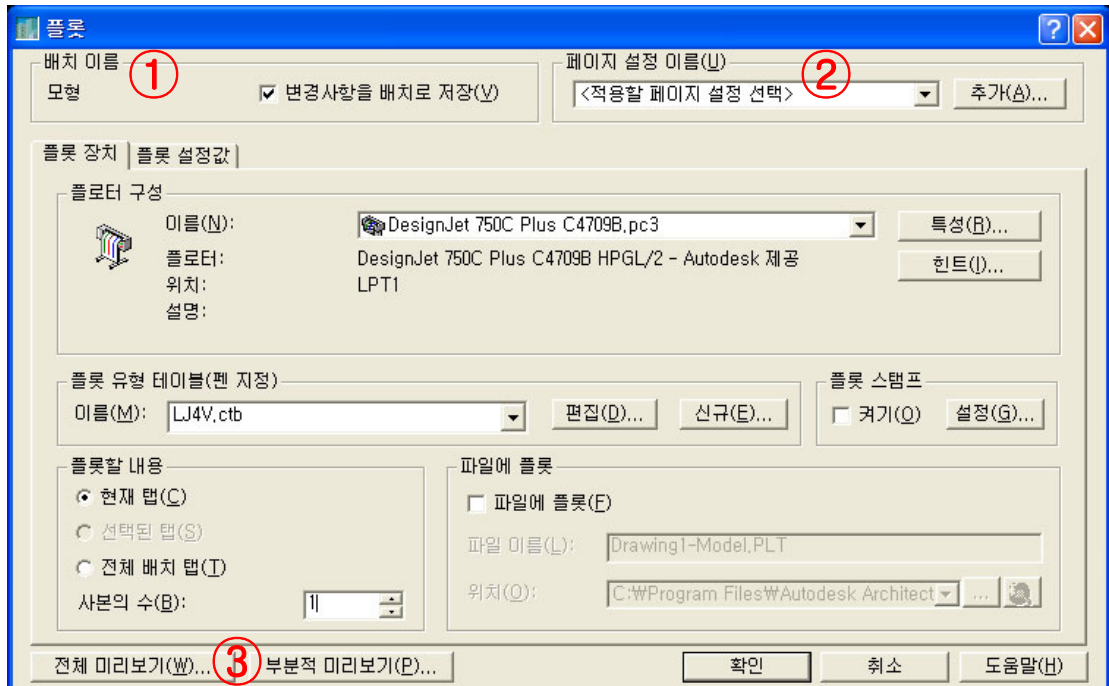 플롯
배치 이름 ①
모형
변경사항을 배치로 저장(V)
페이지 설정 이름(U) ②
<적용할 페이지 설정 선택>
추가(A)...
플롯 장치
플롯 설정값
플로터 구성
이름(N):
DesignJet 750C Plus C4709B.pc3
특성(R)...
플로터:
DesignJet 750C Plus C4709B HPGL/2 - Autodesk 제공
힌트(I)...
위치:
LPT1
설명:
플롯 유형 테이블(펜 지정)
이름(M):
LJ4V.ctb
편집(D)...
신규(E)...
플롯 스탬프
켜기(O)
설정(G)...
플롯할 내용
현재 탭(C)
선택된 탭(S)
전체 배치 탭(T)
사본의 수(B):
1
파일에 플롯
파일에 플롯(F)
파일 이름(L):
Drawing1-Model.PLT
위치(O):
C:₩Program Files₩Autodesk Architect
...
전체 미리보기(W)...
③
부분적 미리보기(P)...
확인
취소
도움말(H)